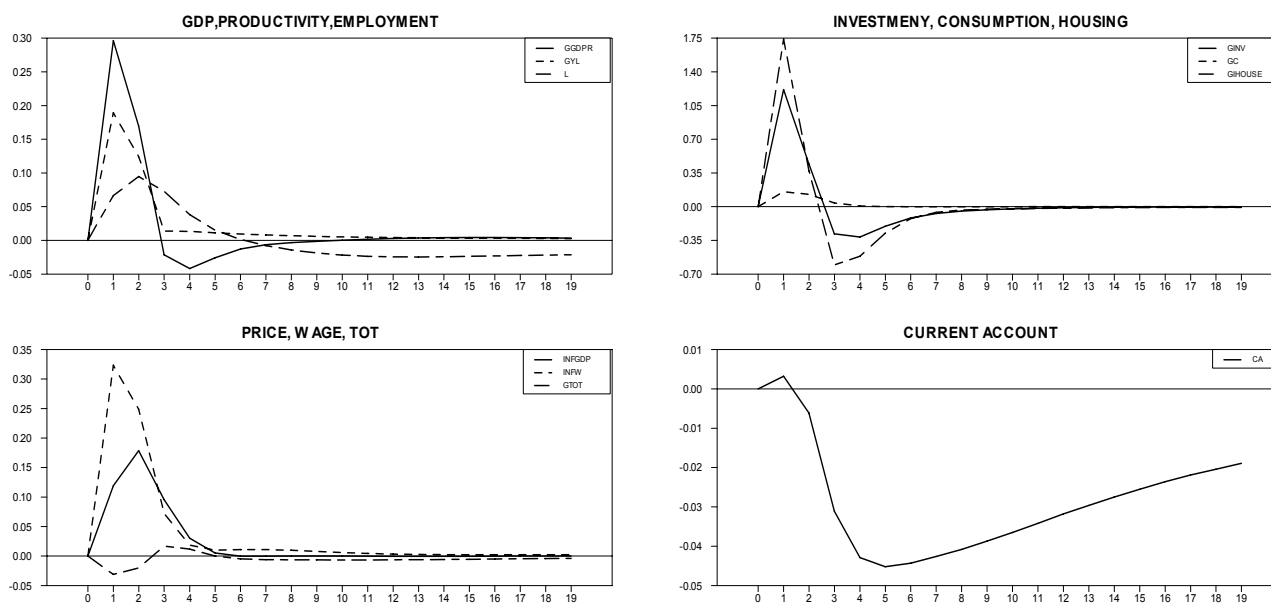 GDP,PRODUCTIVITY,EMPLOYMENT
0.30
0.25
0.20
0.15
0.10
0.05
0.00
-0.05
GGDPR
GYL
L
0 1 2 3 4 5 6 7 8 9 10 11 12 13 14 15 16 17 18 19
INVESTMENY, CONSUMPTION, HOUSING
1.75
1.40
1.05
0.70
0.35
0.00
-0.35
-0.70
GINV
GC
GIHOUSE
0 1 2 3 4 5 6 7 8 9 10 11 12 13 14 15 16 17 18 19
PRICE, WAGE, TOT
0.35
0.30
0.25
0.20
0.15
0.10
0.05
0.00
-0.05
INFGDP
INFW
GTOT
0 1 2 3 4 5 6 7 8 9 10 11 12 13 14 15 16 17 18 19
CURRENT ACCOUNT
0.01
0.00
-0.01
-0.02
-0.03
-0.04
-0.05
CA
0 1 2 3 4 5 6 7 8 9 10 11 12 13 14 15 16 17 18 19